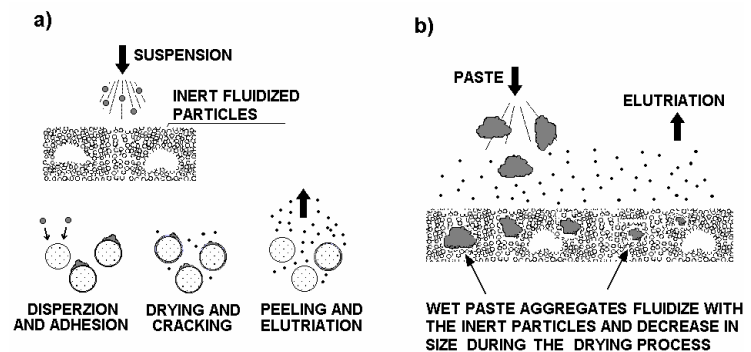 a)
SUSPENSION
INERT FLUIDIZED
PARTICLES
DISPERZION
AND ADHESION
DRYING AND
CRACKING
PEELING AND
ELUTRIATION
b)
PASTE
ELUTRIATION
WET PASTE AGGREGATES FLUIDIZE WITH
THE INERT PARTICLES AND DECREASE IN
SIZE DURING THE DRYING PROCESS